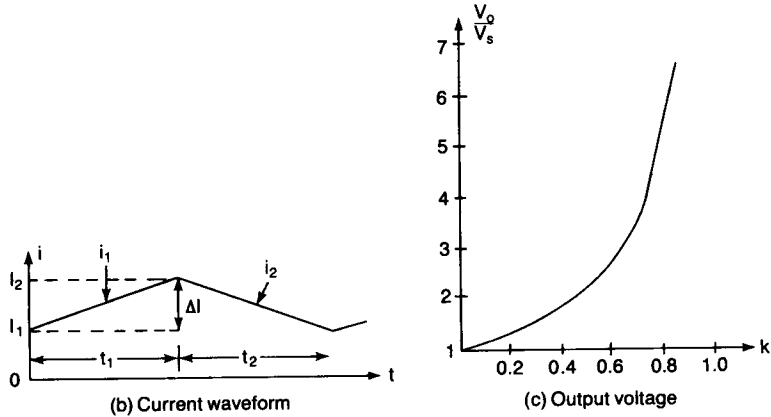 i
i₁
I₂
i₂
ΔI
I₁
t₁
t₂
0
t
(b) Current waveform
Vₒ
Vₛ
7
6
5
4
3
2
1
0.2 0.4 0.6 0.8 1.0 k
(c) Output voltage